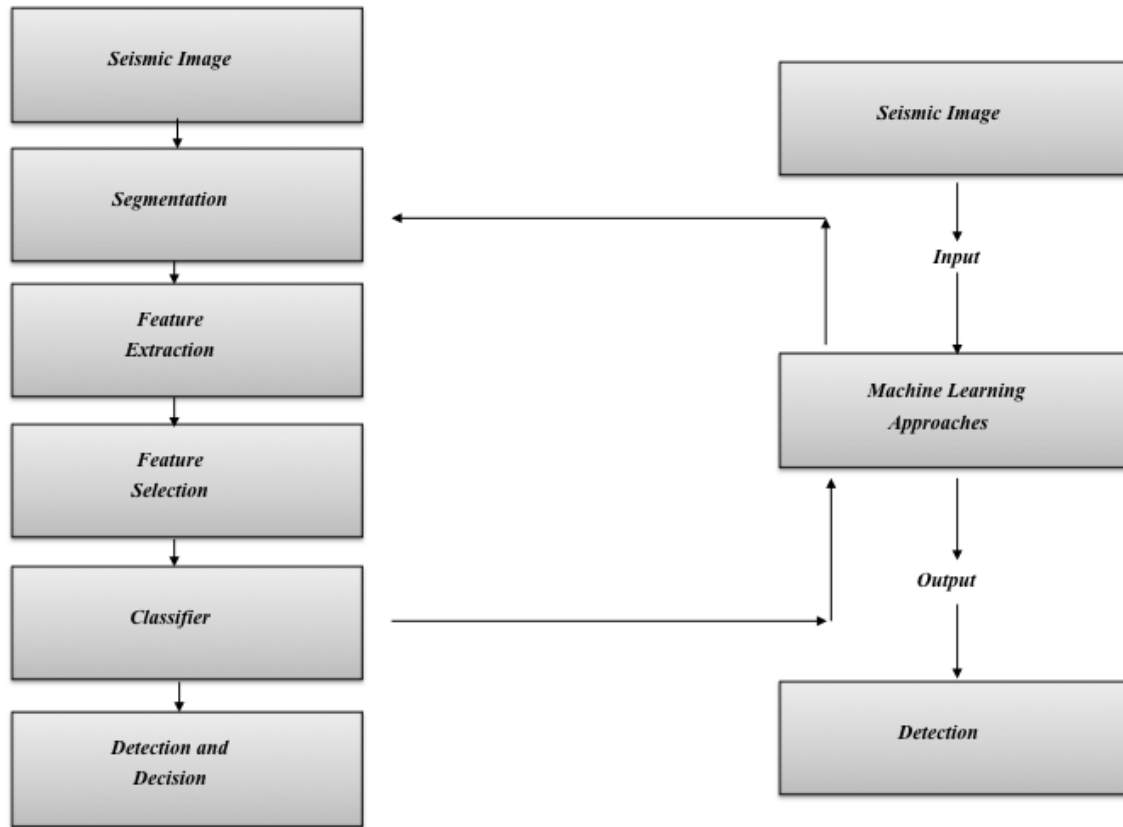 Seismic Image
Segmentation
Feature
Extraction
Feature
Selection
Classifier
Detection and
Decision
Seismic Image
Input
Machine Learning
Approaches
Output
Detection